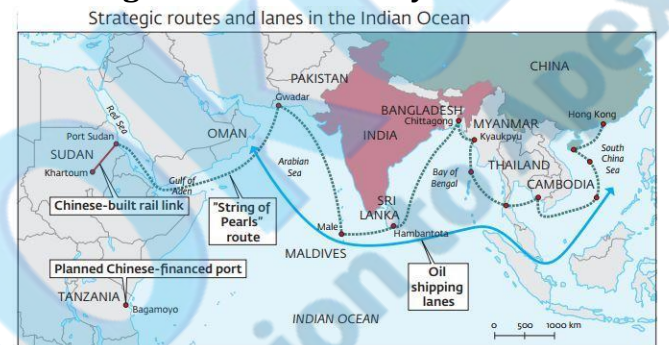 Strategic routes and lanes in the Indian Ocean
CHINA
PAKISTAN
Gwadar
BANGLADESH
Chittagong
Hong Kong
Red Sea
Port Sudan
OMAN
INDIA
MYANMAR
Kyaukpyu
SUDAN
Khartoum
Arabian
Sea
Bay of
Bengal
THAILAND
South
China
Sea
Gulf of
Aden
CAMBODIA
Chinese-built rail link
"String of
Pearls"
route
SRI
LANKA
Male
Hambantota
MALDIVES
Planned Chinese-financed port
Oil
shipping
lanes
TANZANIA
Bagamoyo
INDIAN OCEAN
0 500 1000 km